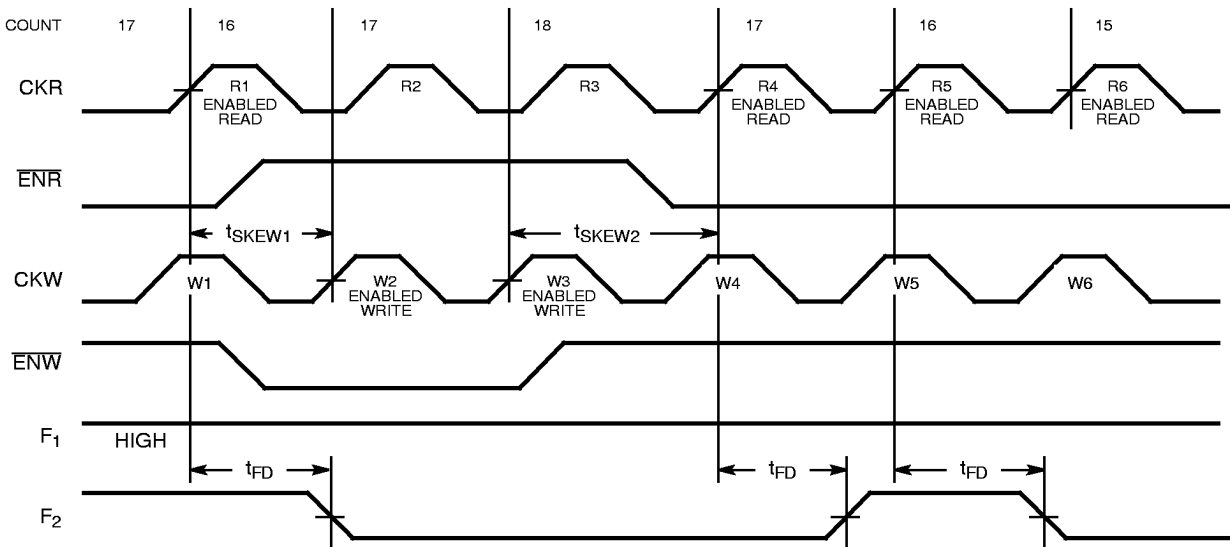 COUNT 17 16 17 18 17 16 15
CKR R1 ENABLED READ R2 R3 R4 ENABLED READ R5 ENABLED READ R6 ENABLED READ
ENR
tSKEW1 tSKEW2
CKW W1 W2 ENABLED WRITE W3 ENABLED WRITE W4 W5 W6
ENW
F1 HIGH
tFD tFD tFD
F2